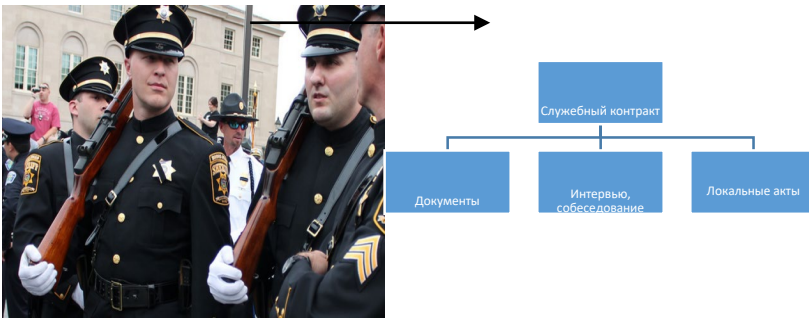 Служебный контракт
Документы
Интервью,
собеседование
Локальные акты